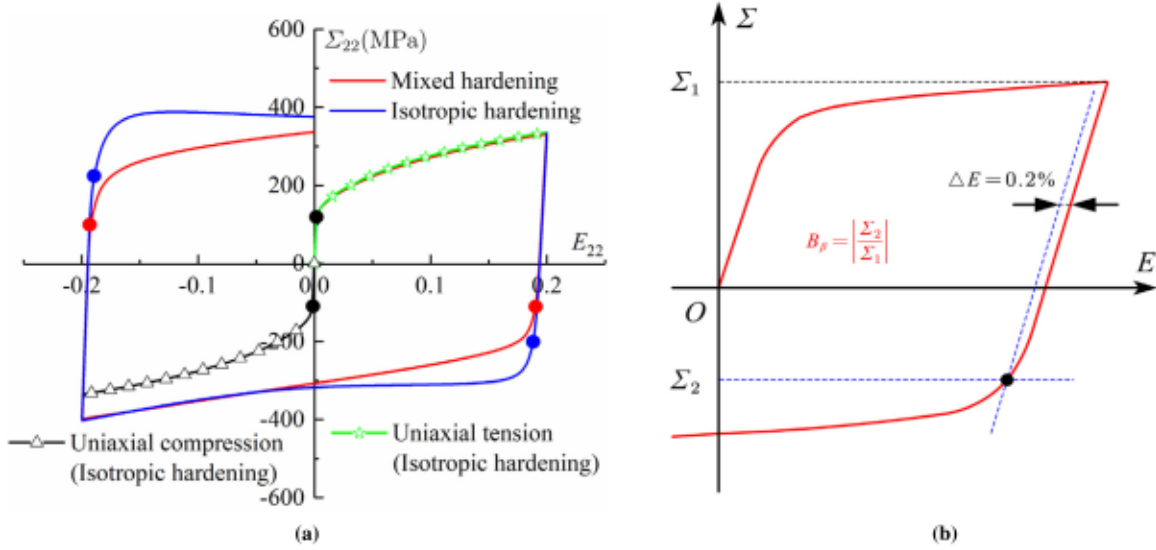 600
Σ₂₂(MPa)
Mixed hardening
400
Isotropic hardening
200
E₂₂
0
-0.2
-0.1
0.0
0.1
0.2
-200
-400
Uniaxial compression
(Isotropic hardening)
Uniaxial tension
(Isotropic hardening)
-600
(a)
Σ
Σ₁
△E=0.2%
B_β=|Σ₂/Σ₁|
E
O
Σ₂
(b)